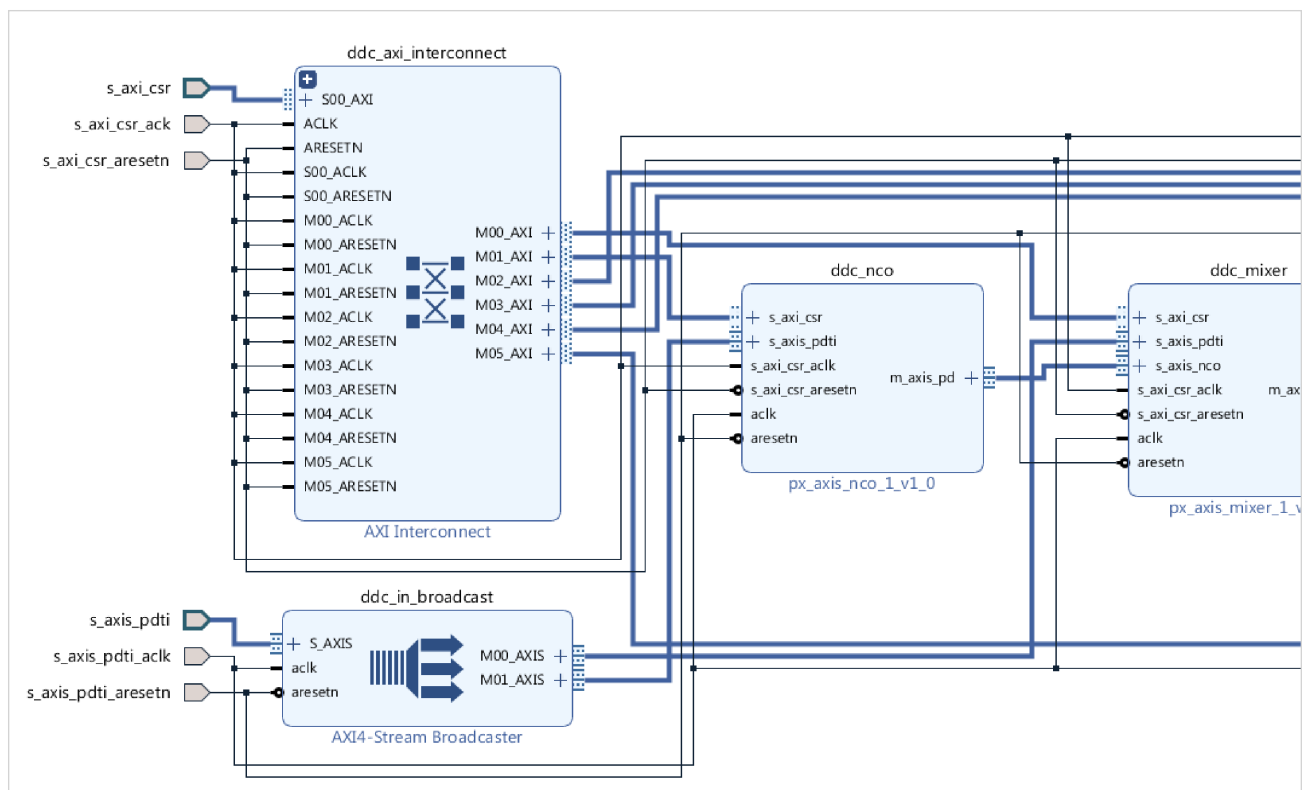 ddc_axi_interconnect
s_axi_csr
s_axi_csr_ack
s_axi_csr_aresetn
S00_AXI
ACLK
ARESETN
S00_ACLK
S00_ARESETN
M00_ACLK
M00_ARESETN
M01_ACLK
M01_ARESETN
M02_ACLK
M02_ARESETN
M03_ACLK
M03_ARESETN
M04_ACLK
M04_ARESETN
M05_ACLK
M05_ARESETN
M00_AXI
M01_AXI
M02_AXI
M03_AXI
M04_AXI
M05_AXI
AXI Interconnect
ddc_nco
s_axi_csr
s_axis_pdti
s_axi_csr_aclk
s_axi_csr_aresetn
aclk
aresetn
m_axis_pd
px_axis_nco_1_v1_0
ddc_mixer
s_axi_csr
s_axis_pdti
s_axis_nco
s_axi_csr_aclk
s_axi_csr_aresetn
aclk
aresetn
m_ax
px_axis_mixer_1_v
ddc_in_broadcast
s_axis_pdti
s_axis_pdti_aclk
s_axis_pdti_aresetn
S_AXIS
aclk
aresetn
M00_AXIS
M01_AXIS
AXI4-Stream Broadcaster